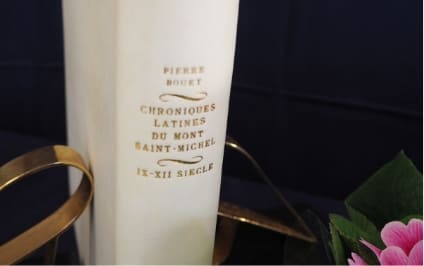 PIERRE
BOUET
CHRONIQUES
LATINES
DU MONT
SAINT-MICHEL
IX-XII SIECLE